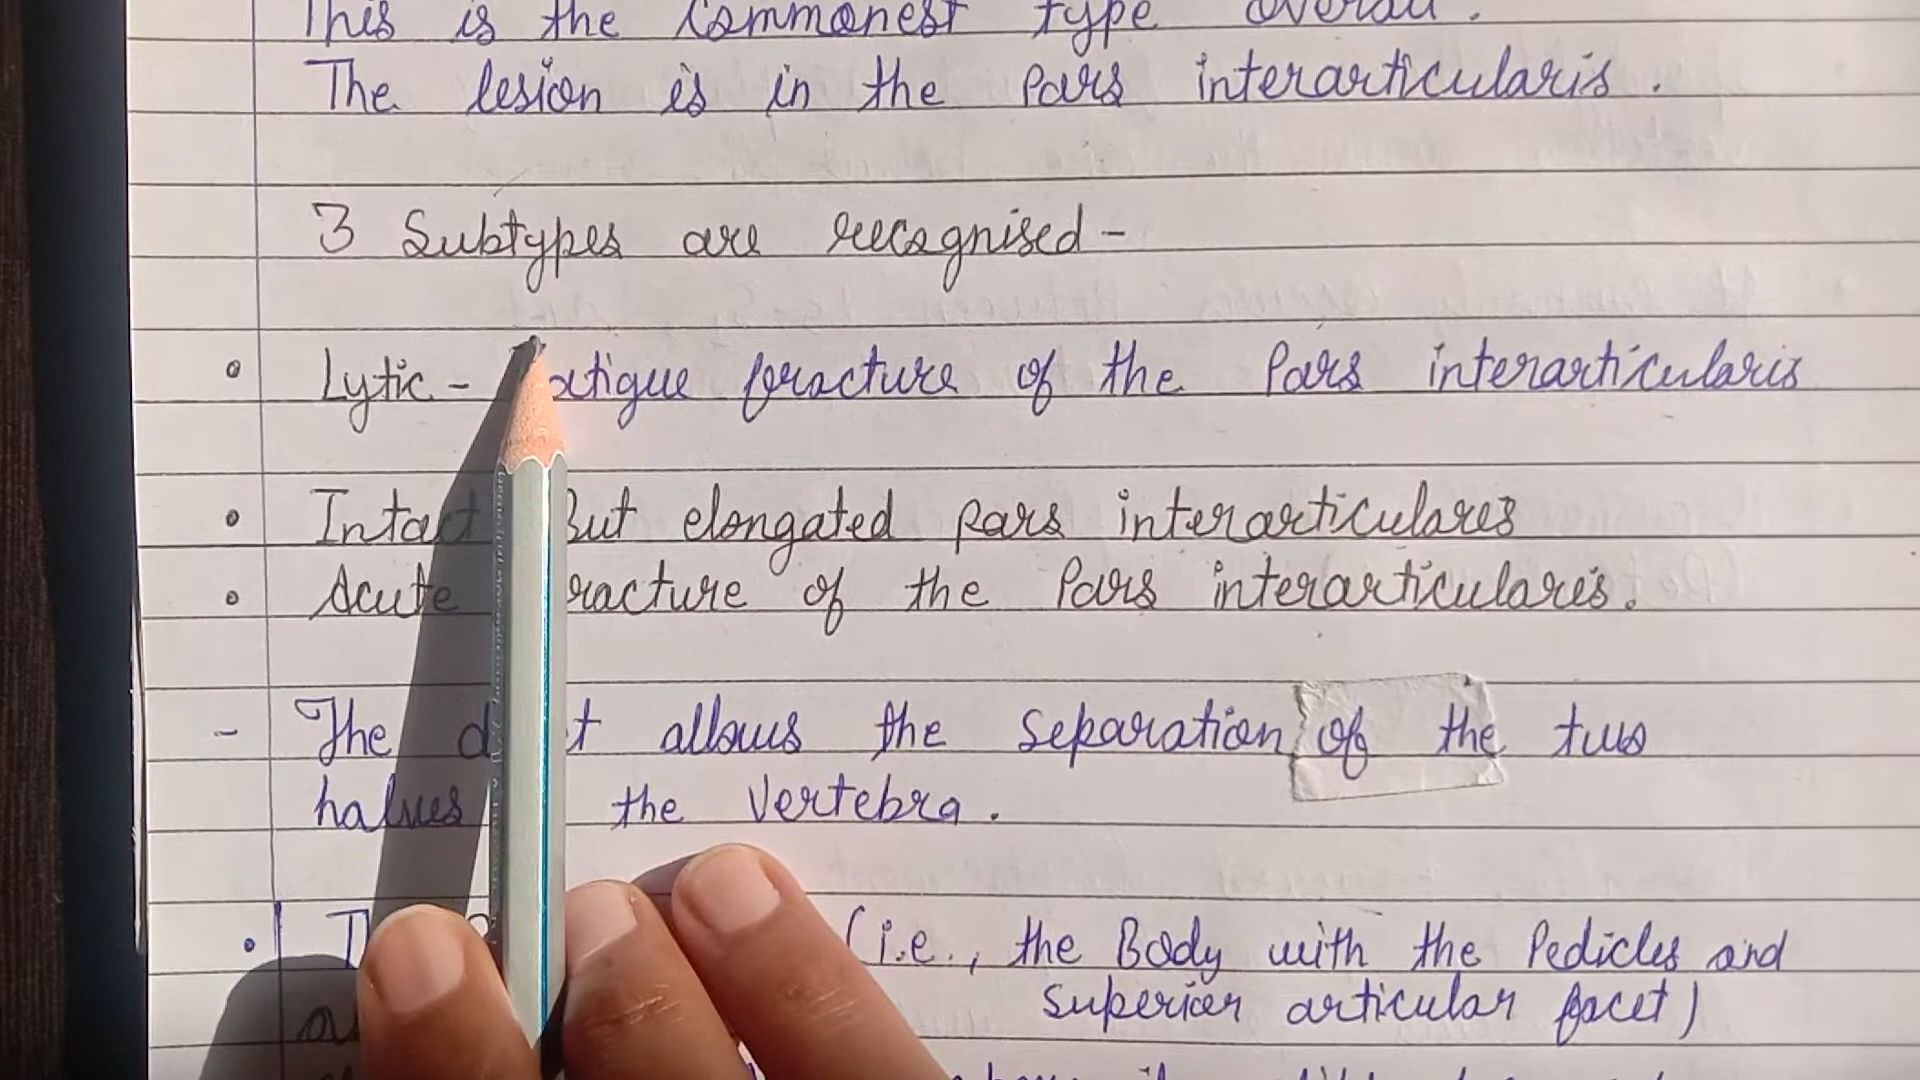 This is the Commonest type overall.
The lesion is in the Pars interarticularis.
3 Subtypes are recognised-
Lytic - fatigue fracture of the Pars interarticularis
Intact But elongated pars interarticulares
Acute fracture of the Pars interarticulares.
- The allows the separation of the two
halves the Vertebra.
(i.e., the Body with the Pedicles and
superior articular facet)